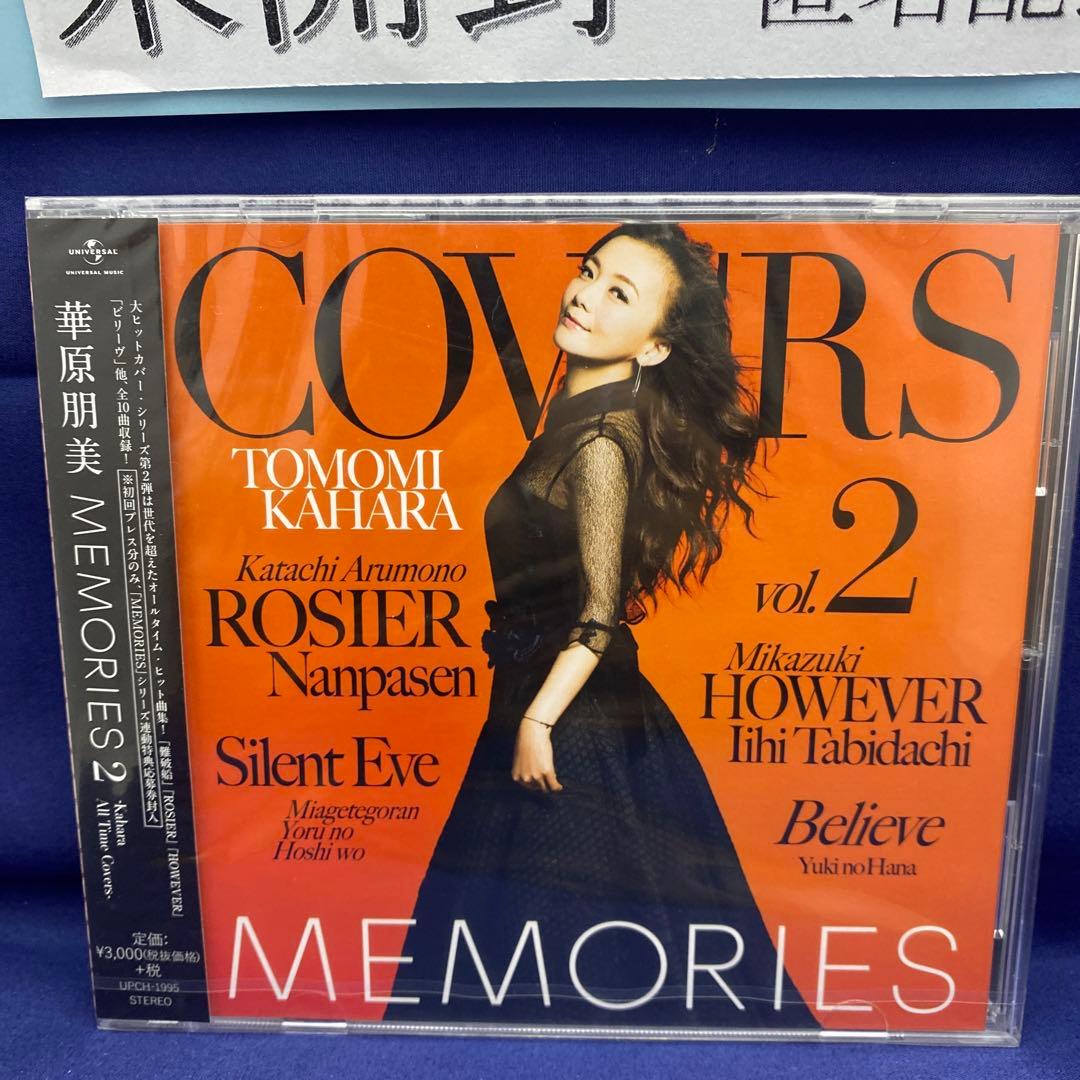 未開封
匿名配
UNIVERSAL
UNIVERSAL MUSIC
大ヒットカバー・シリーズ第2弾は世代を超えたオールタイム・ヒット曲集!「難破船」「ROSIER」「HOWEVER」
「ビリーヴ」他、全10曲収録! ※初回プレス分のみ、「MEMORIES」シリーズ連動特典応募券封入
華原朋美 MEMORIES 2 -Kahara
All Time Covers-
定価:
¥3,000(税抜価格)
+税
UPCH-1995
STEREO
COVERS
TOMOMI
KAHARA
vol.2
Katachi Arumono
ROSIER
Nanpasen
Silent Eve
Miagetegoran
Yoru no
Hoshi wo
Mikazuki
HOWEVER
Iihi Tabidachi
Believe
Yuki no Hana
MEMORIES